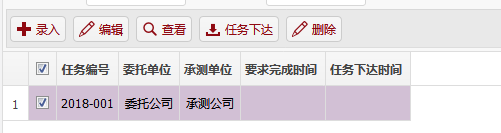 录入 编辑 查看 任务下达 删除
任务编号 委托单位 承测单位 要求完成时间 任务下达时间
1 2018-001 委托公司 承测公司